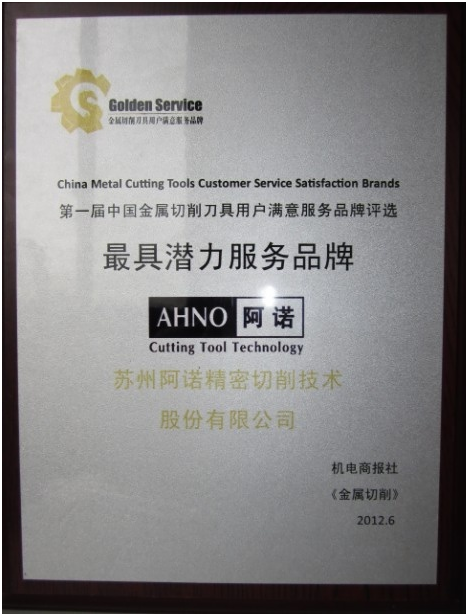 Golden Service
金属切削刀具用户满意服务品牌
China Metal Cutting Tools Customer Service Satisfaction Brands
第一届中国金属切削刀具用户满意服务品牌评选
最具潜力服务品牌
AHNO 阿诺
Cutting Tool Technology
苏州阿诺精密切削技术
股份有限公司
机电商报社
《金属切削》
2012.6